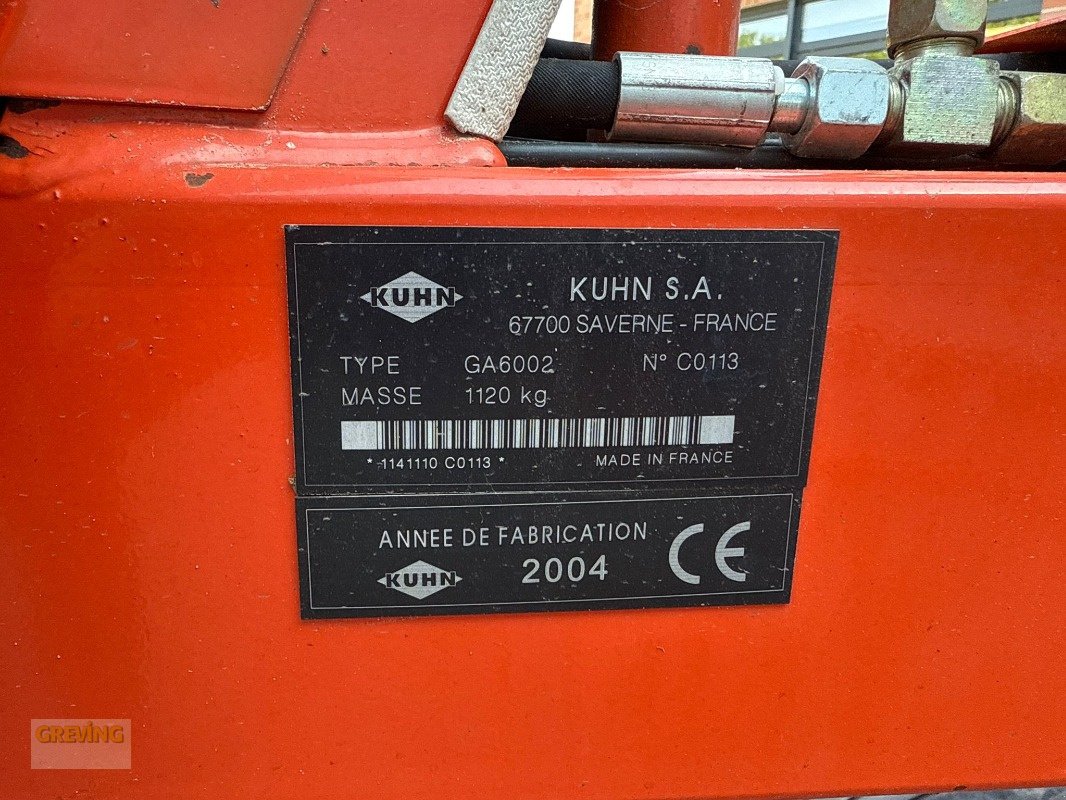 KUHN
KUHN S.A.
67700 SAVERNE - FRANCE
TYPE GA6002 N° C0113
MASSE 1120 kg
* 1141110 C0113 * MADE IN FRANCE
ANNEE DE FABRICATION
KUHN 2004 CE
GREVING